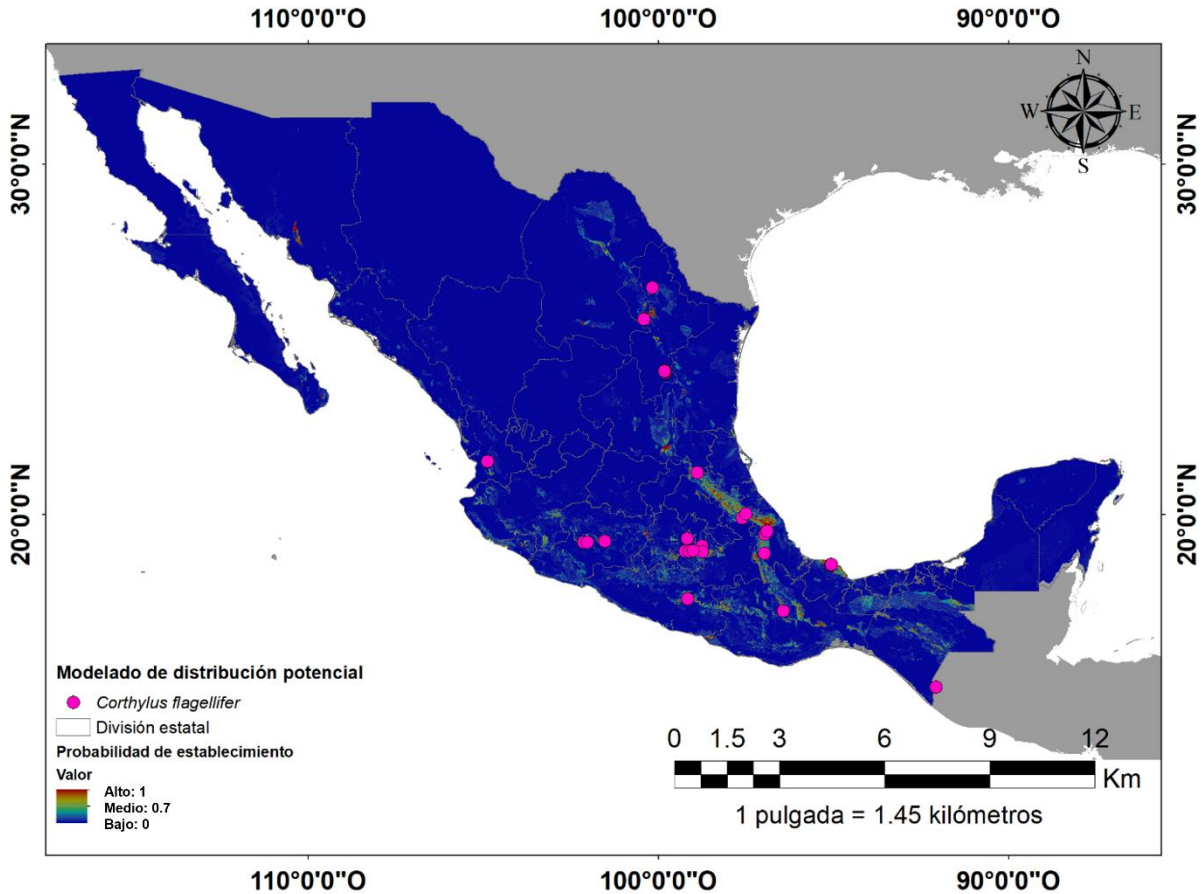 110°0'0"O 100°0'0"O 90°0'0"O
30°0'0"N 30°0'0"N
20°0'0"N 20°0'0"N
N
W E
S
Modelado de distribución potencial
Corthylus flagellifer
División estatal
Probabilidad de establecimiento
Valor
Alto: 1
Medio: 0.7
Bajo: 0
0 1.5 3 6 9 12
Km
1 pulgada = 1.45 kilómetros
110°0'0"O 100°0'0"O 90°0'0"O